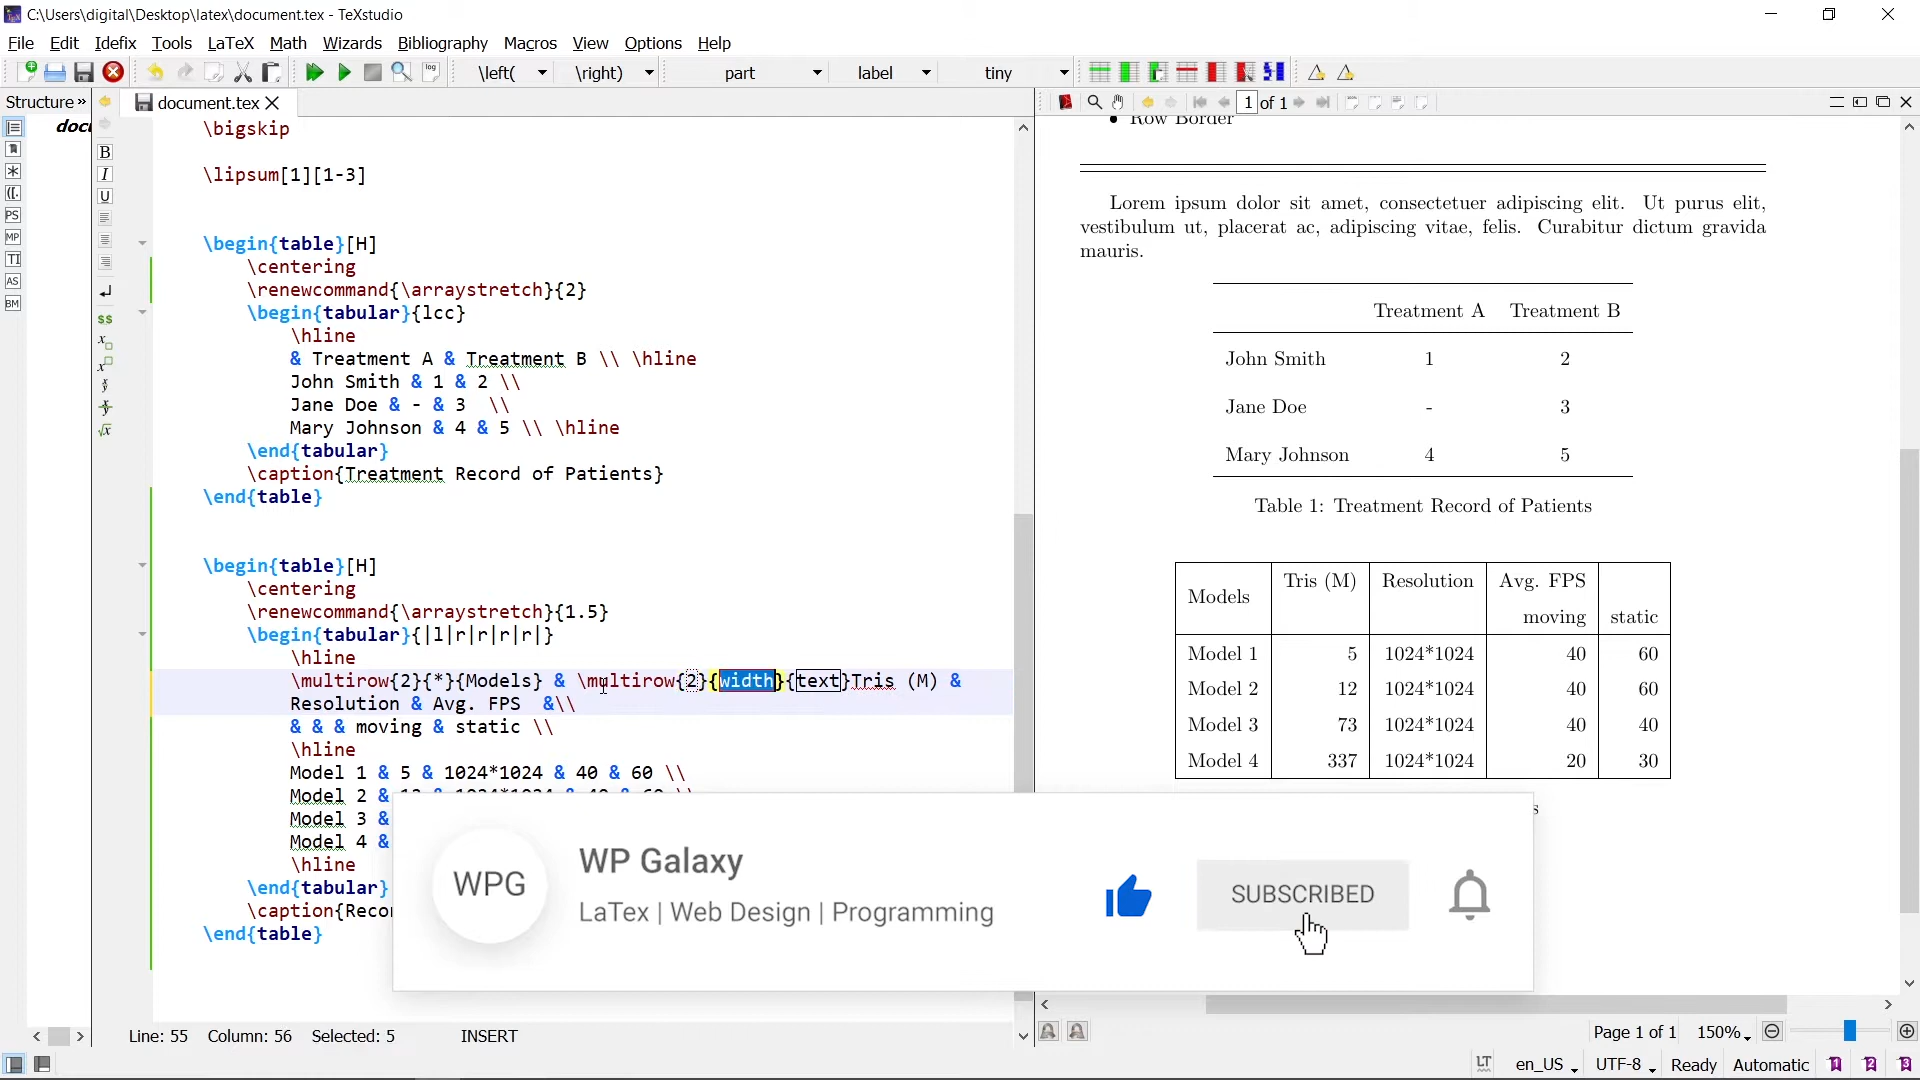 C:\Users\digital\Desktop\latex\document.tex - TeXstudio
File Edit Idefix Tools LaTeX Math Wizards Bibliography Macros View Options Help
\left( \right) part label tiny
Structure document.tex
1 of 1
docu
\bigskip
\lipsum[1][1-3]
\begin{table}[H]
\centering
\renewcommand{\arraystretch}{2}
\begin{tabular}{lcc}
\hline
& Treatment A & Treatment B \\ \hline
John Smith & 1 & 2 \\
Jane Doe & - & 3 \\
Mary Johnson & 4 & 5 \\ \hline
\end{tabular}
\caption{Treatment Record of Patients}
\end{table}
\begin{table}[H]
\centering
\renewcommand{\arraystretch}{1.5}
\begin{tabular}{|l|r|r|r|r|}
\hline
\multirow{2}{*}{Models} & \multirow{2}{width}{text}Tris (M) &
Resolution & Avg. FPS &\\
& & & moving & static \\
\hline
Model 1 & 5 & 1024*1024 & 40 & 60 \\
Model 2 &
Model 3 &
Model 4 &
\hline
\end{tabular}
\caption{Recor
\end{table}
Row Border
Lorem ipsum dolor sit amet, consectetuer adipiscing elit. Ut purus elit,
vestibulum ut, placerat ac, adipiscing vitae, felis. Curabitur dictum gravida
mauris.
Treatment A Treatment B
John Smith 1 2
Jane Doe - 3
Mary Johnson 4 5
Table 1: Treatment Record of Patients
Models Tris (M) Resolution Avg. FPS
moving static
Model 1 5 1024*1024 40 60
Model 2 12 1024*1024 40 60
Model 3 73 1024*1024 40 40
Model 4 337 1024*1024 20 30
WPG
WP Galaxy
LaTex | Web Design | Programming
SUBSCRIBED
Line: 55 Column: 56 Selected: 5 INSERT
Page 1 of 1 150%
en_US UTF-8 Ready Automatic